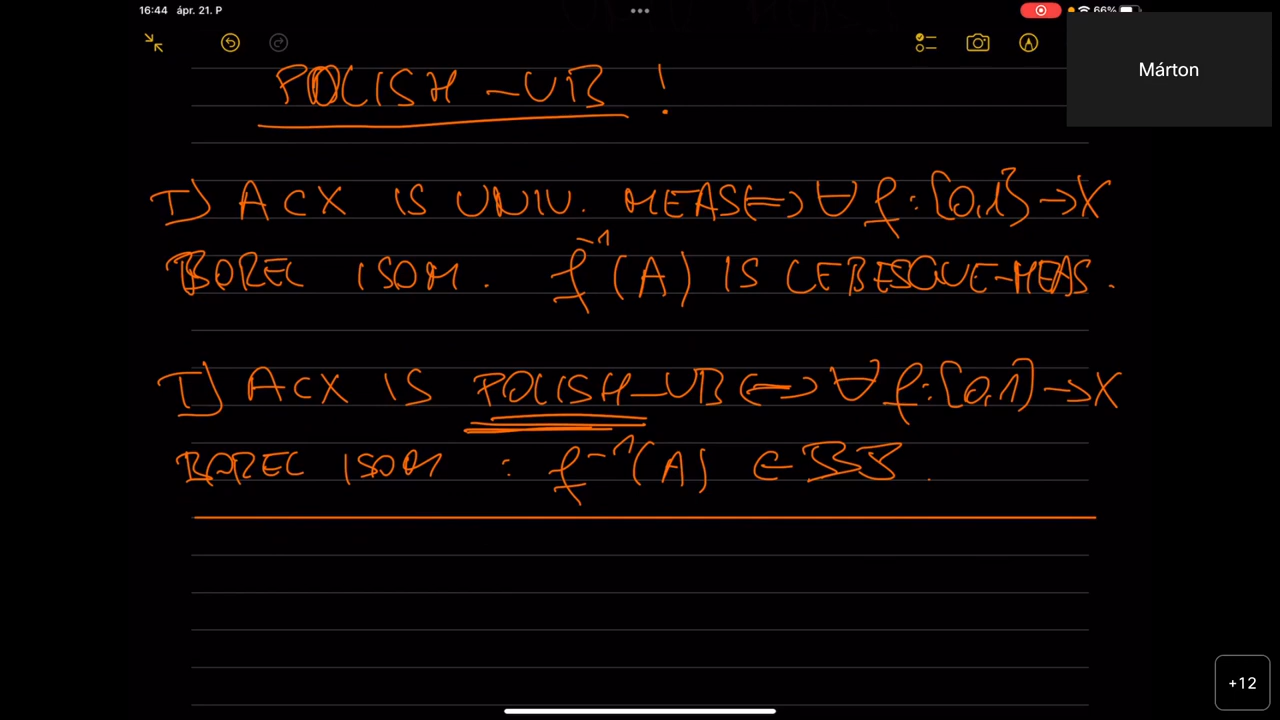 16:44 ápr. 21. P
66%
Márton
POLISH-UB!
T) A⊂X IS UNIV. MEAS ⟺ ∀ f: [0,1] → X
BOREL ISOM. f⁻¹(A) IS LEBESGUE-MEAS.
T) A⊂X IS POLISH-UB ⟺ ∀ f: [0,1] → X
BOREL ISOM : f⁻¹(A) ∈
+12